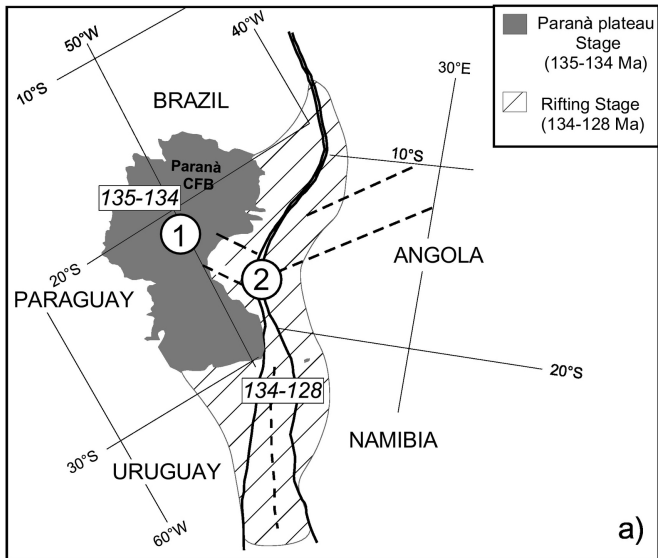 50°W
40°W
10°S
BRAZIL
Paranà
CFB
135-134
1
20°S
PARAGUAY
2
134-128
30°S
URUGUAY
60°W
30°E
10°S
ANGOLA
20°S
NAMIBIA
Paranà plateau
Stage
(135-134 Ma)
Rifting Stage
(134-128 Ma)
a)